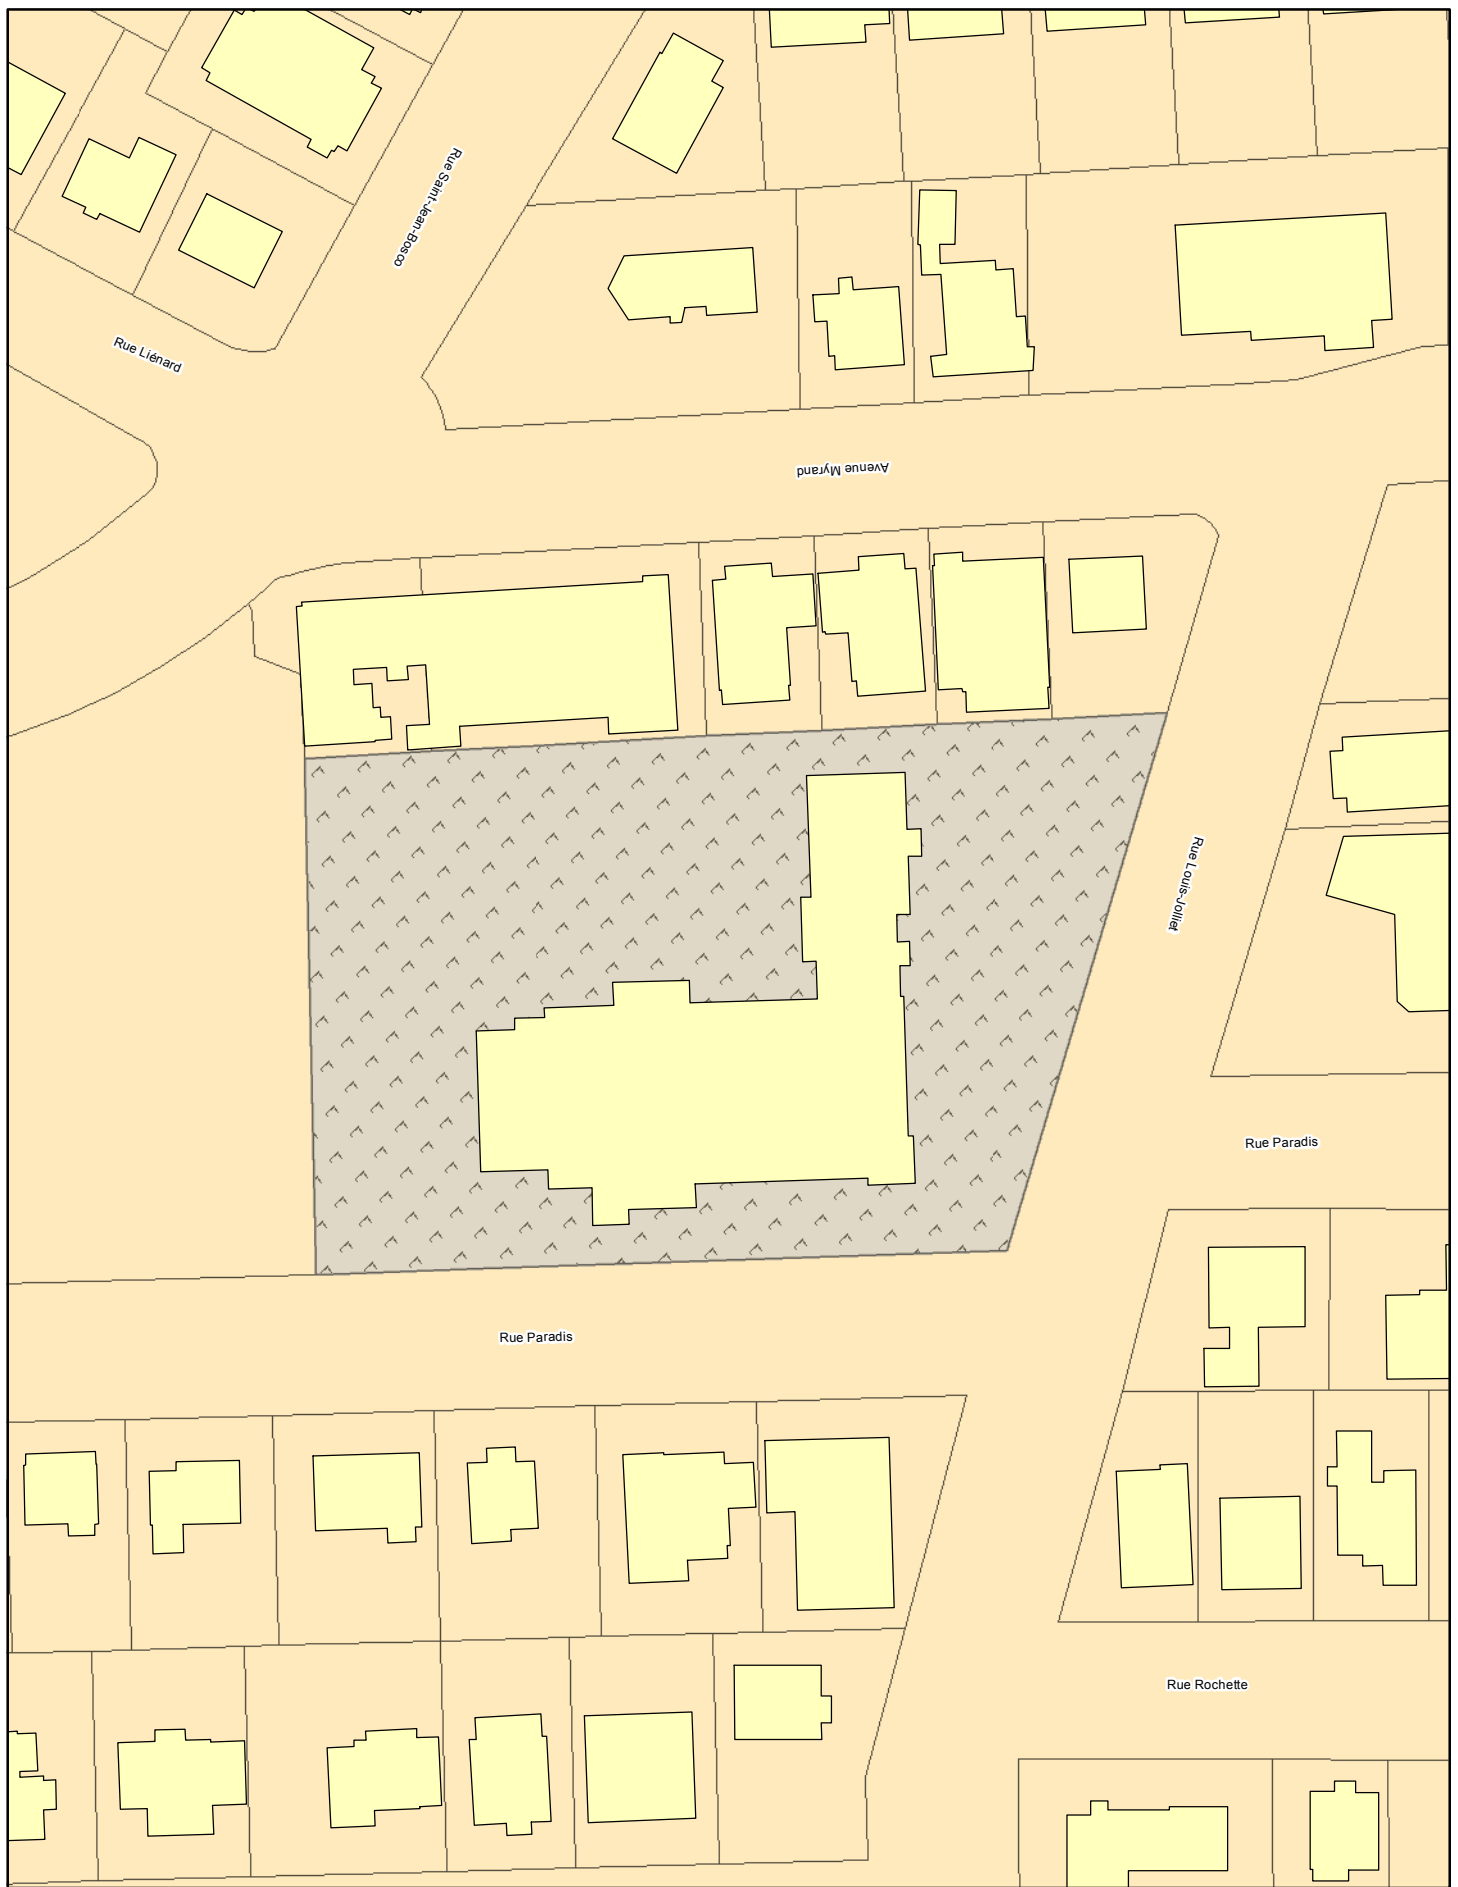 Rue Saint-Jean-Bosco
Rue Liénard
Avenue Myrand
Rue Louis-Jolliet
Rue Paradis
Rue Paradis
Rue Rochette